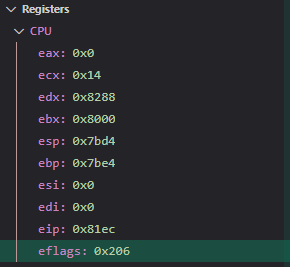 Registers
CPU
eax: 0x0
ecx: 0x14
edx: 0x8288
ebx: 0x8000
esp: 0x7bd4
ebp: 0x7be4
esi: 0x0
edi: 0x0
eip: 0x81ec
eflags: 0x206